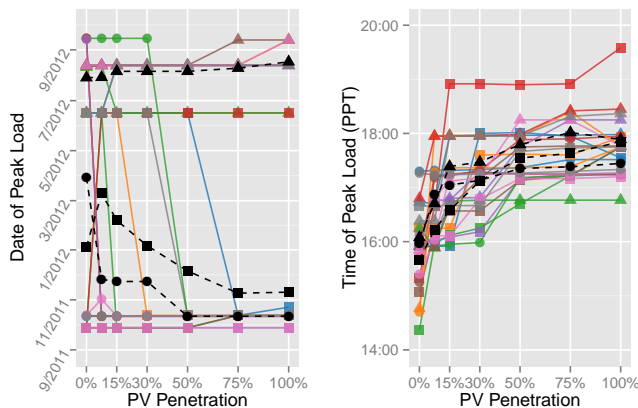 Date of Peak Load
9/2012
7/2012
5/2012
3/2012
1/2012
11/2011
9/2011
0% 15% 30% 50% 75% 100%
PV Penetration
Time of Peak Load (PPT)
20:00
18:00
16:00
14:00
0% 15% 30% 50% 75% 100%
PV Penetration